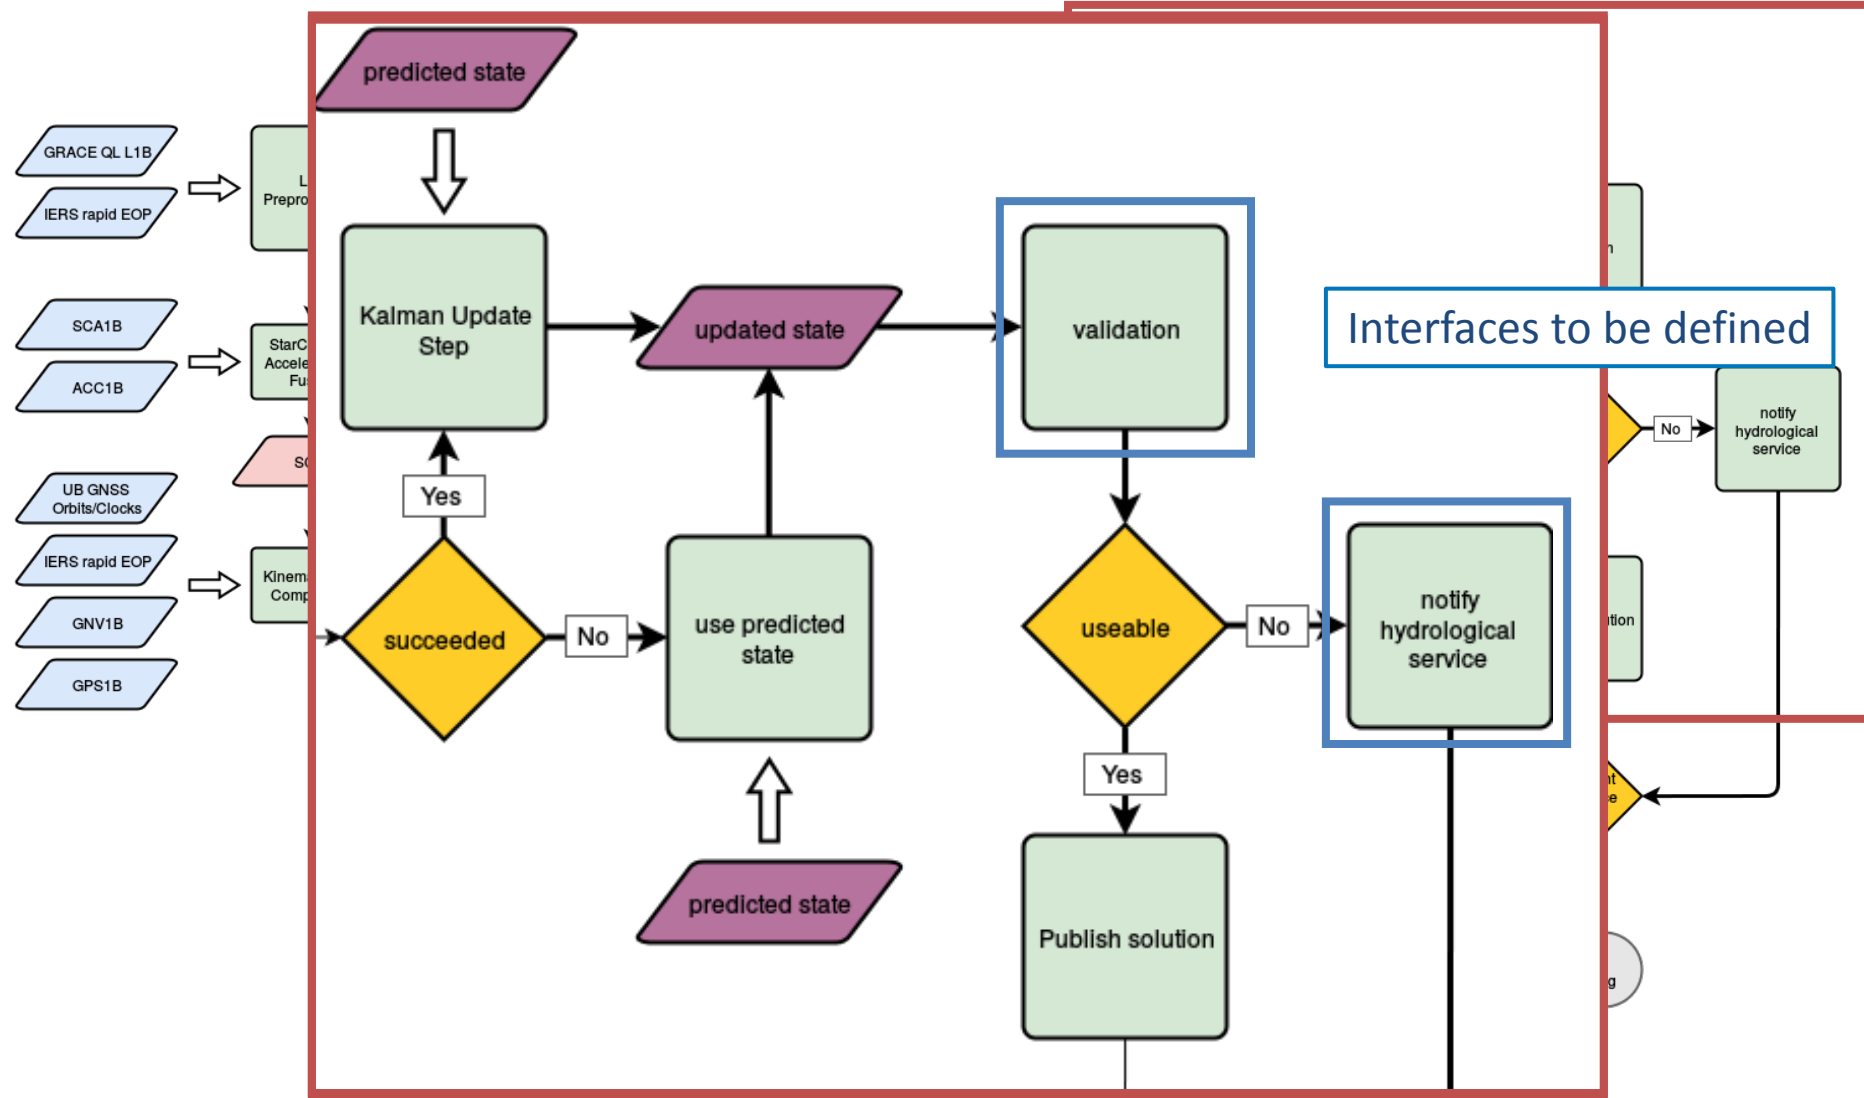 predicted state
GRACE QL L1B
IERS rapid EOP
SCA1B
ACC1B
UB GNSS
Orbits/Clocks
IERS rapid EOP
GNV1B
GPS1B
Kalman Update
Step
updated state
validation
Interfaces to be defined
Yes
succeeded
No
use predicted
state
predicted state
useable
No
notify
hydrological
service
Yes
Publish solution
No
notify
hydrological
service